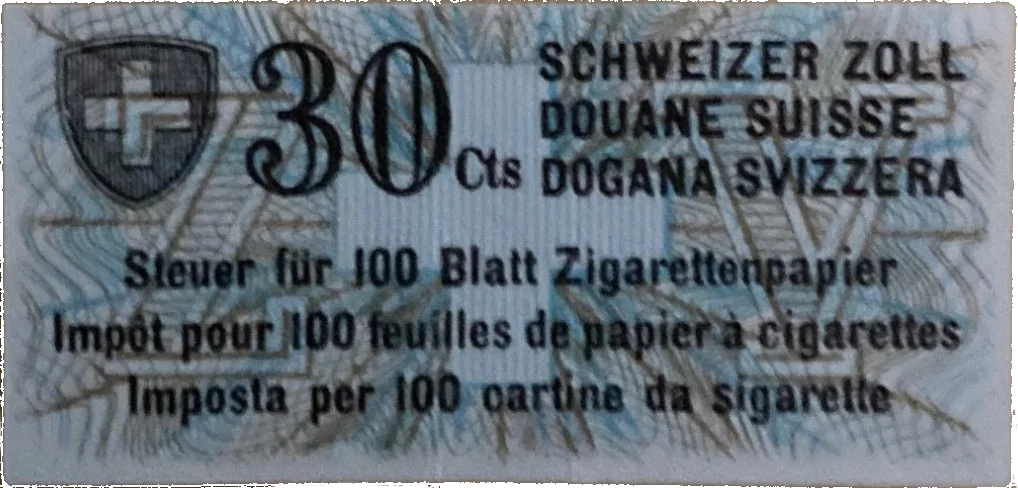 30 Cts
SCHWEIZER ZOLL
DOUANE SUISSE
DOGANA SVIZZERA
Steuer für 100 Blatt Zigarettenpapier
Impôt pour 100 feuilles de papier à cigarettes
Imposta per 100 cartine da sigarette